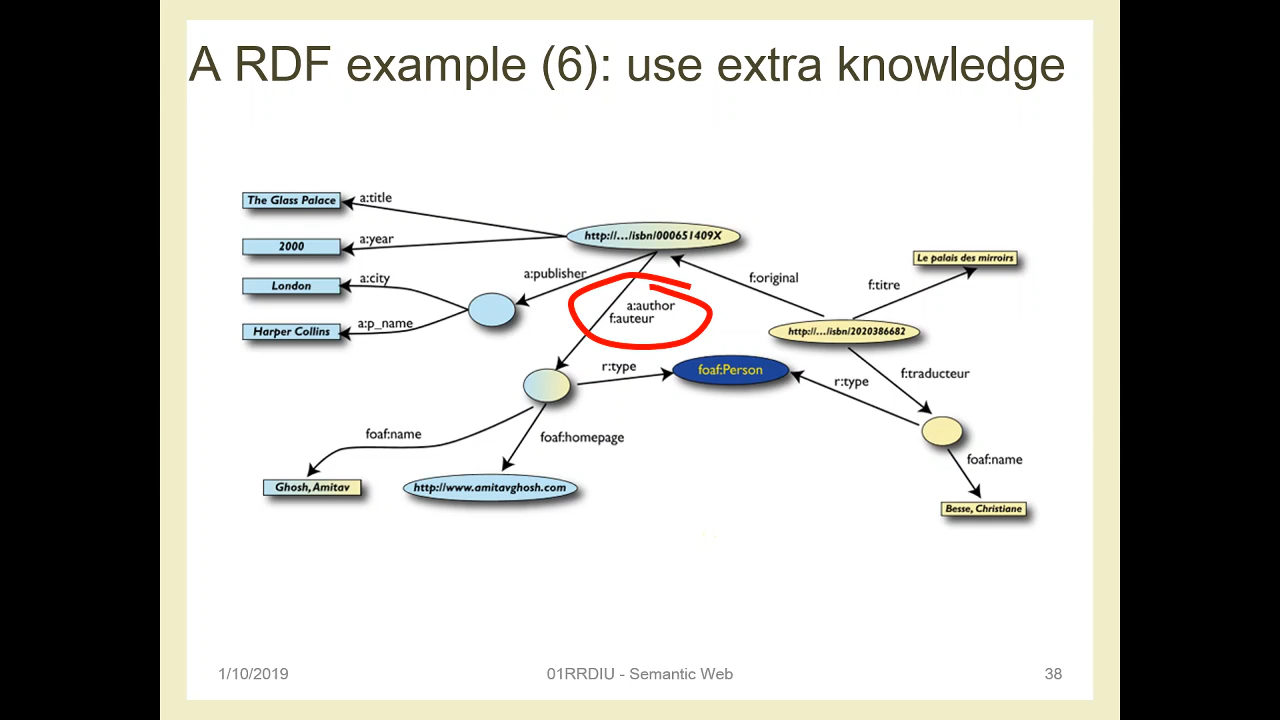 A RDF example (6): use extra knowledge
The Glass Palace
a:title
2000
a:year
London
a:city
Harper Collins
a:p_name
a:publisher
http://.../isbn/000651409X
a:author
f:auteur
f:original
f:titre
Le palais des mirroirs
http://.../isbn/2020386682
r:type
foaf:Person
r:type
f:traducteur
foaf:name
foaf:homepage
foaf:name
Ghosh, Amitav
http://www.amitavghosh.com
Besse, Christiane
1/10/2019
01RRDIU - Semantic Web
38